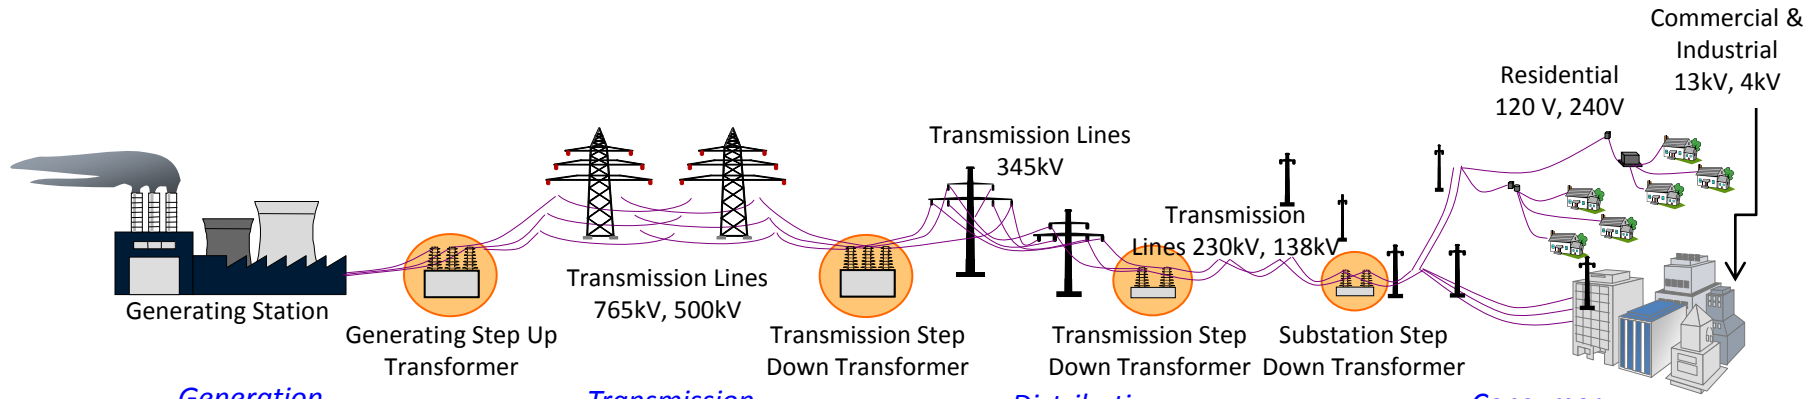 Commercial &
Industrial
13kV, 4kV
Residential
120 V, 240V
Transmission Lines
345kV
Transmission
Lines 230kV, 138kV
Transmission Lines
765kV, 500kV
Generating Station
Generating Step Up
Transformer
Transmission Step
Down Transformer
Transmission Step
Down Transformer
Substation Step
Down Transformer
Generation
Transmission
Distribution
Consumer